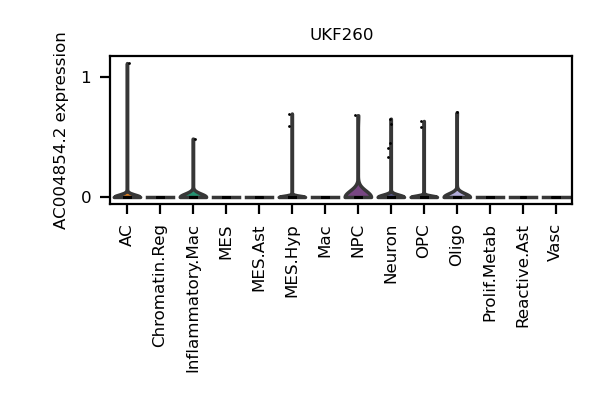 UKF260
AC004854.2 expression
1
0
AC
Chromatin.Reg
Inflammatory.Mac
MES
MES.Ast
MES.Hyp
Mac
NPC
Neuron
OPC
Oligo
Prolif.Metab
Reactive.Ast
Vasc